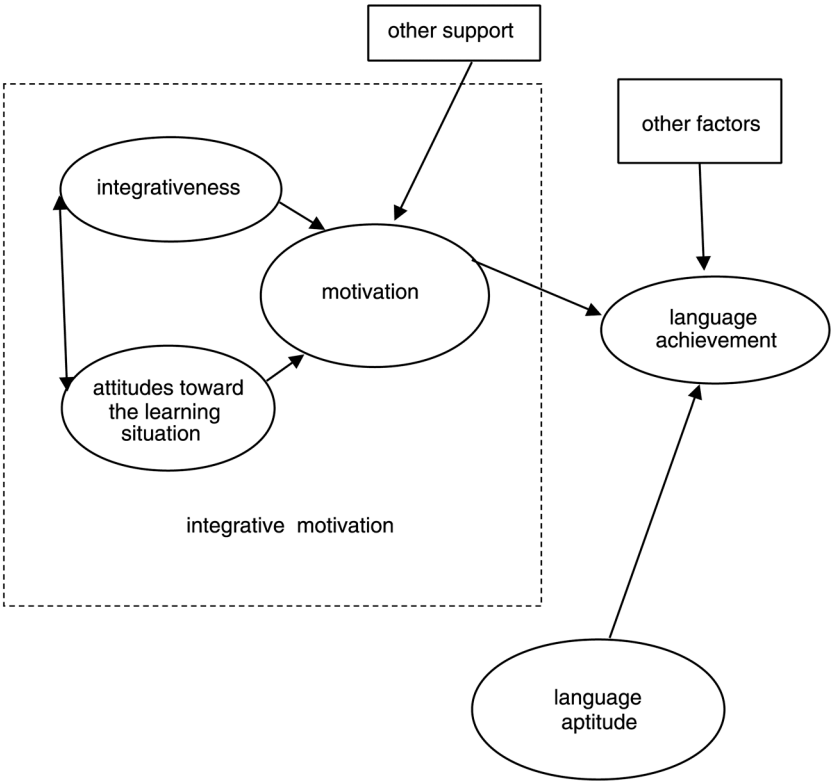 other support
other factors
integrativeness
motivation
language
achievement
attitudes toward
the learning
situation
integrative motivation
language
aptitude